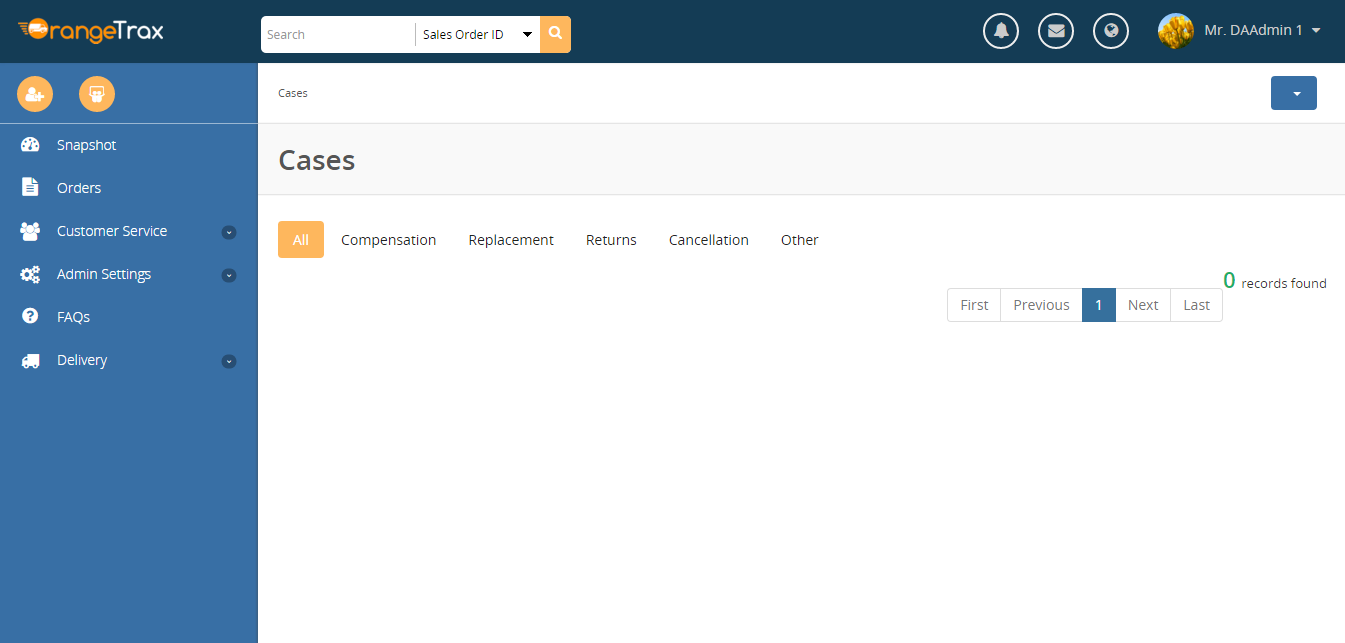 OrangeTrax
Search
Sales Order ID
Mr. DAAdmin 1
Cases
Snapshot
Orders
Customer Service
Admin Settings
FAQs
Delivery
Cases
All Compensation Replacement Returns Cancellation Other
0 records found
First Previous 1 Next Last